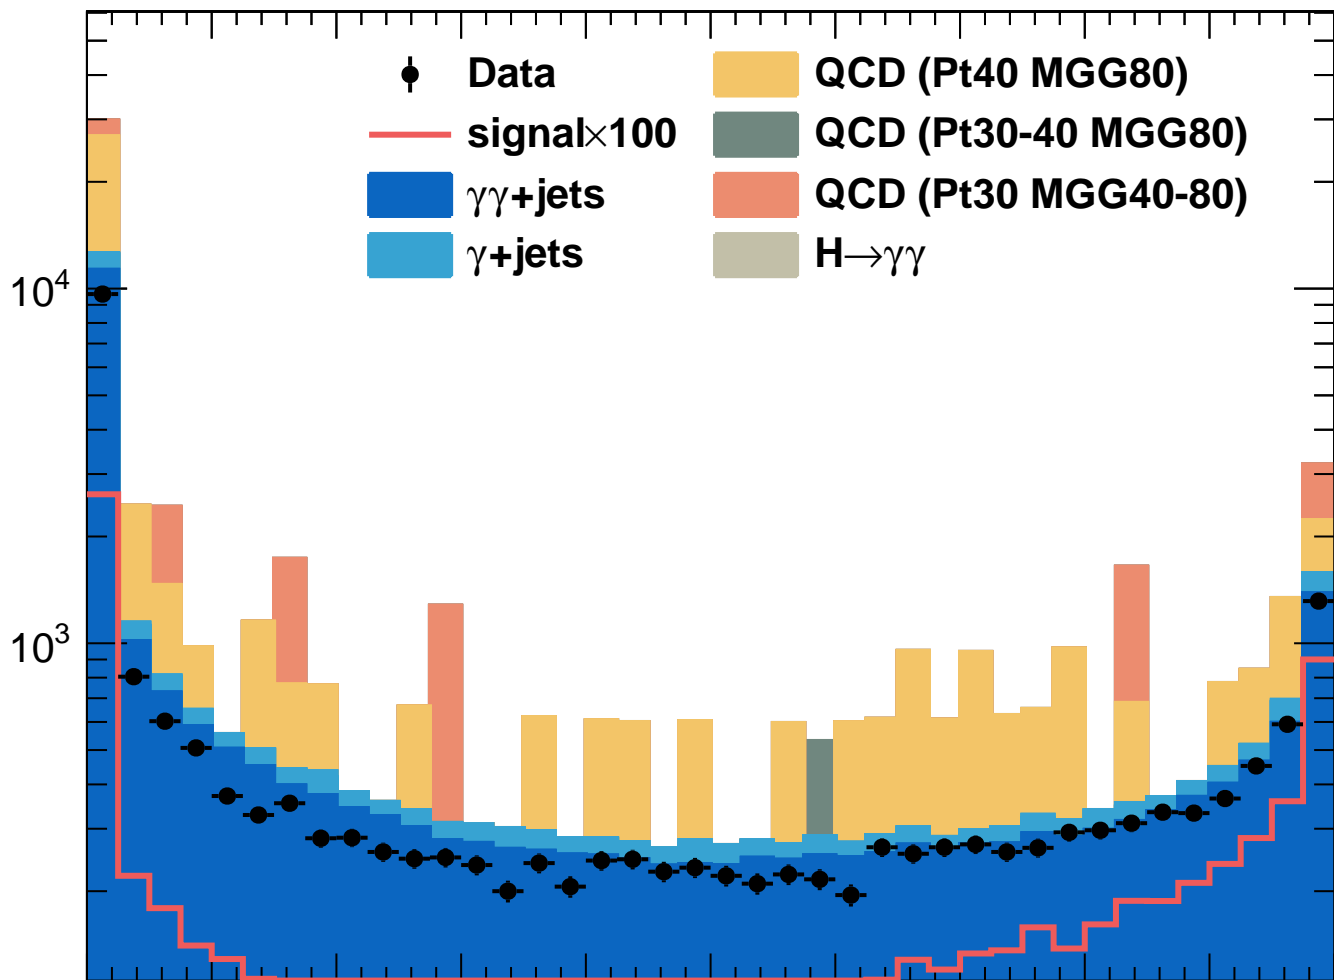 Data
signal×100
γγ+jets
γ+jets
QCD (Pt40 MGG80)
QCD (Pt30-40 MGG80)
QCD (Pt30 MGG40-80)
H→γγ
10⁴
10³